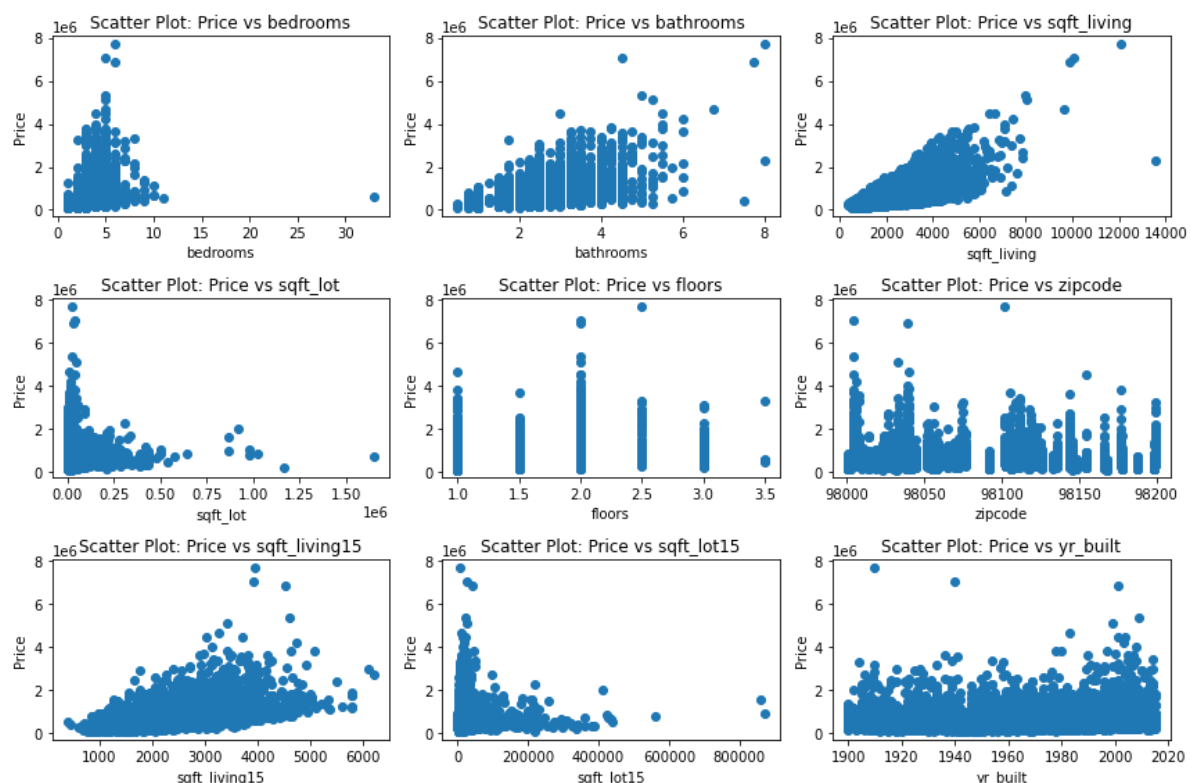 Scatter Plot: Price vs bedrooms
1e6
8
6
4
2
0
Price
0 5 10 15 20 25 30
bedrooms
Scatter Plot: Price vs bathrooms
1e6
8
6
4
2
0
Price
2 4 6 8
bathrooms
Scatter Plot: Price vs sqft_living
1e6
8
6
4
2
0
Price
0 2000 4000 6000 8000 10000 12000 14000
sqft_living
Scatter Plot: Price vs sqft_lot
1e6
8
6
4
2
0
Price
0.00 0.25 0.50 0.75 1.00 1.25 1.50
sqft_lot
1e6
Scatter Plot: Price vs floors
1e6
8
6
4
2
0
Price
1.0 1.5 2.0 2.5 3.0 3.5
floors
Scatter Plot: Price vs zipcode
1e6
8
6
4
2
0
Price
98000 98050 98100 98150 98200
zipcode
Scatter Plot: Price vs sqft_living15
1e6
8
6
4
2
0
Price
1000 2000 3000 4000 5000 6000
sqft_living15
Scatter Plot: Price vs sqft_lot15
1e6
8
6
4
2
0
Price
0 200000 400000 600000 800000
sqft_lot15
Scatter Plot: Price vs yr_built
1e6
8
6
4
2
0
Price
1900 1920 1940 1960 1980 2000 2020
yr_built